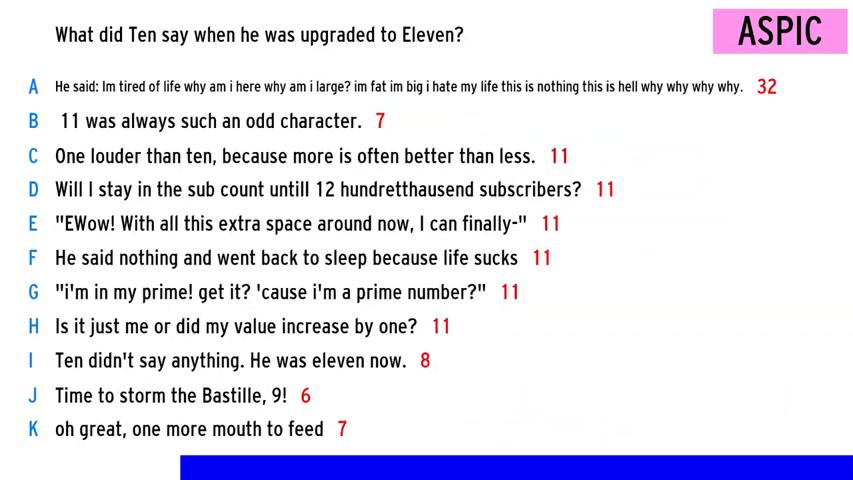 What did Ten say when he was upgraded to Eleven?
ASPIC
A He said: Im tired of life why am i here why am i large? im fat im big i hate my life this is nothing this is hell why why why why. 32
B 11 was always such an odd character. 7
C One louder than ten, because more is often better than less. 11
D Will I stay in the sub count untill 12 hundretthausend subscribers? 11
E "EWow! With all this extra space around now, I can finally-" 11
F He said nothing and went back to sleep because life sucks 11
G "i'm in my prime! get it? 'cause i'm a prime number?" 11
H Is it just me or did my value increase by one? 11
I Ten didn't say anything. He was eleven now. 8
J Time to storm the Bastille, 9! 6
K oh great, one more mouth to feed 7